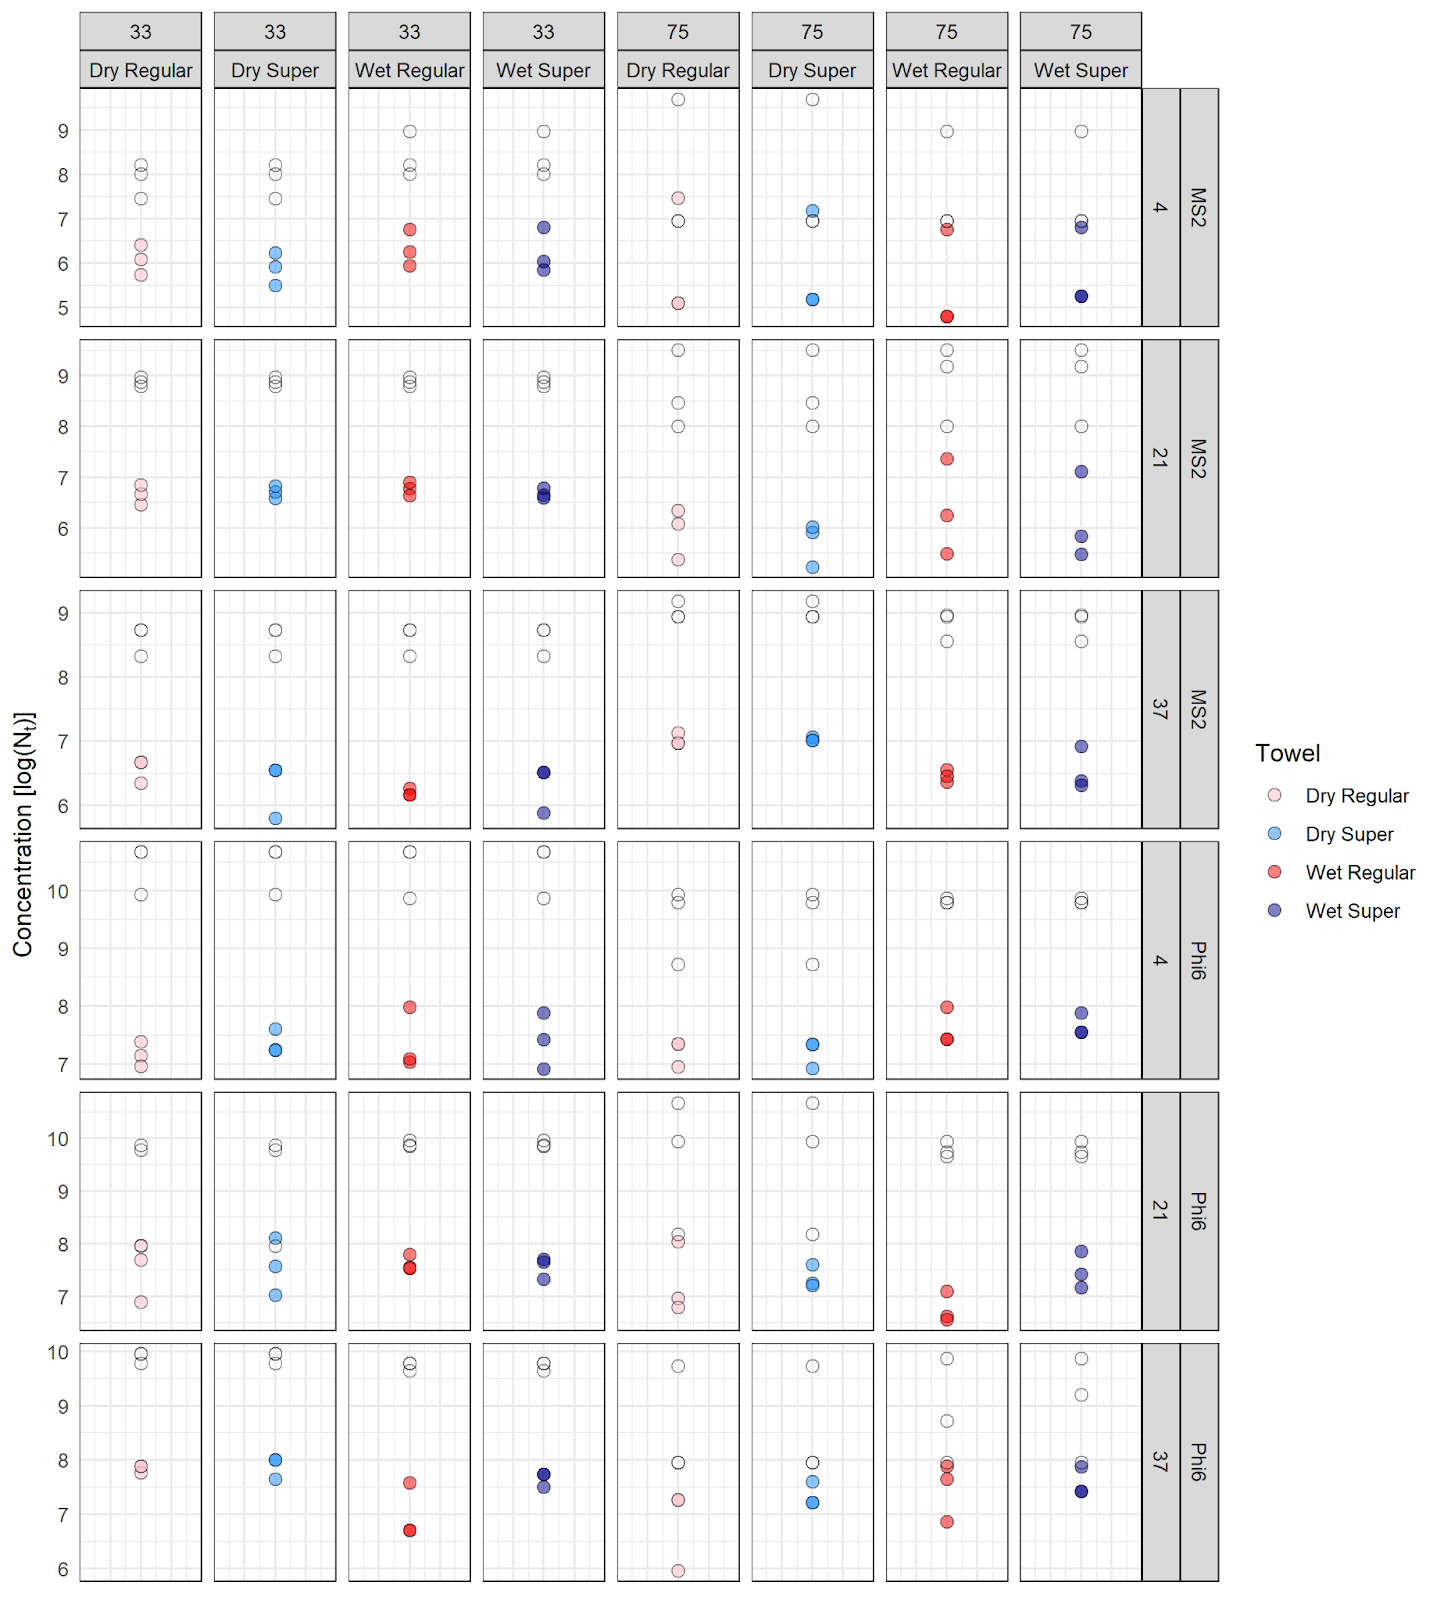 33 33 33 33 75 75 75 75
Dry Regular Dry Super Wet Regular Wet Super Dry Regular Dry Super Wet Regular Wet Super
9
8
7
6
5
4 MS2
9
8
7
6
21 MS2
9
8
7
6
37 MS2
10
9
8
7
4 Phi6
10
9
8
7
21 Phi6
10
9
8
7
6
37 Phi6
Concentration [log(Nt)]
Towel
Dry Regular
Dry Super
Wet Regular
Wet Super